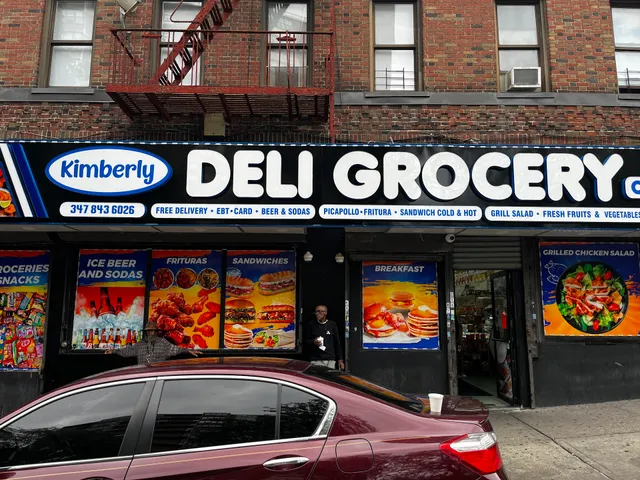 Kimberly
DELI GROCERY
347 843 6026
FREE DELIVERY • EBT • CARD • BEER & SODAS
PICAPOLLO • FRITURA • SANDWICH COLD & HOT
GRILL SALAD • FRESH FRUITS & VEGETABLES
ROCERIES
SNACKS
ICE BEER
AND SODAS
FRITURAS
SANDWICHES
BREAKFAST
GRILLED CHICKEN SALAD